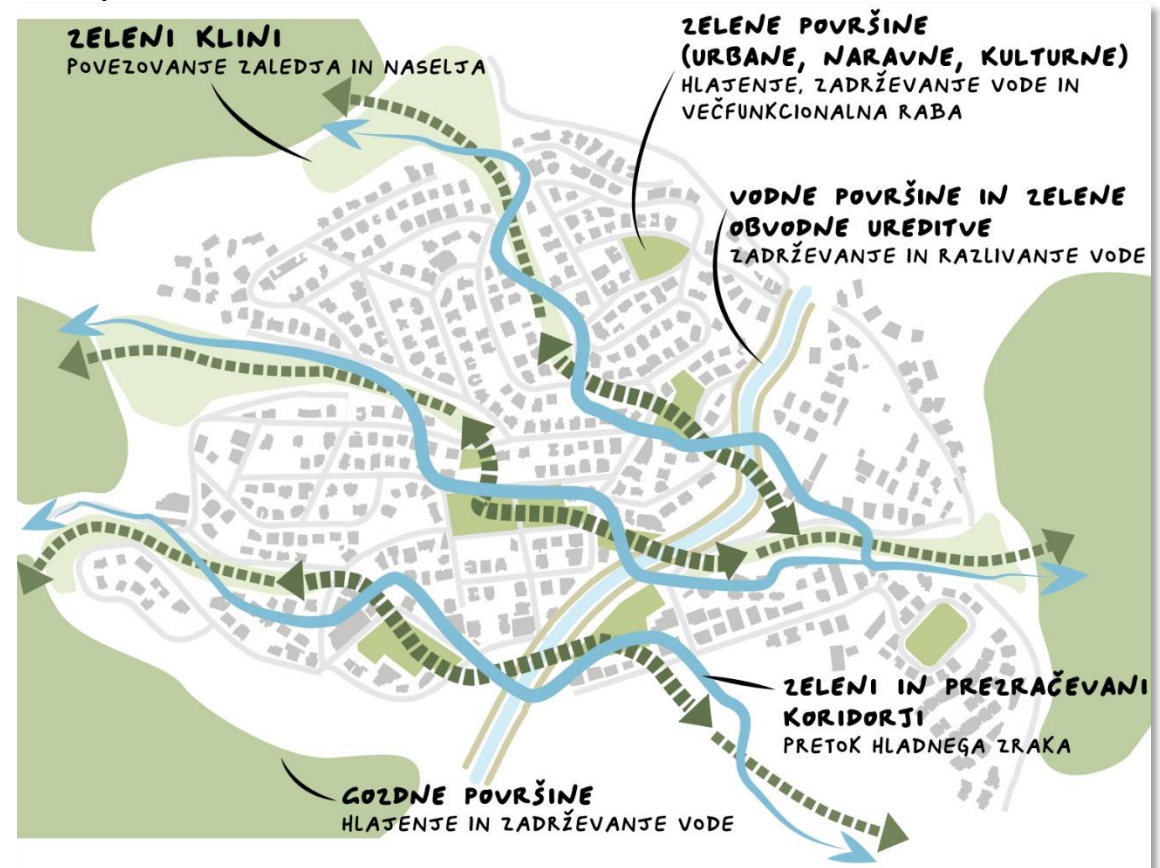 ZELENI KLINI
POVEZOVANJE ZALEDJA IN NASELJA
ZELENE POVRŠINE
(URBANE, NARAVNE, KULTURNE)
HLAJENJE, ZADRŽEVANJE VODE IN
VEČFUNKCIONALNA RABA
VODNE POVRŠINE IN ZELENE
OBVODNE UREDITVE
ZADRŽEVANJE IN RAZLIVANJE VODE
ZELENI IN PREZRAČEVANI
KORIDORJI
PRETOK HLADNEGA ZRAKA
GOZDNE POVRŠINE
HLAJENJE IN ZADRŽEVANJE VODE